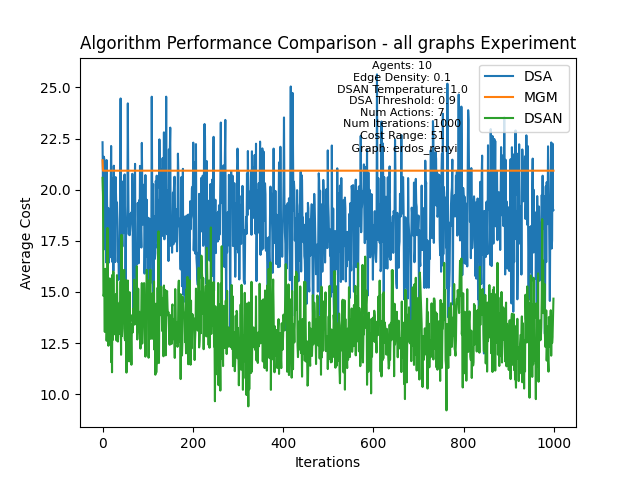 Algorithm Performance Comparison - all graphs Experiment
Agents: 10
Edge Density: 0.1
DSAN Temperature: 1.0
DSA Threshold: 0.9
Num Actions: 7
Num Iterations: 1000
Cost Range: 51
Graph: erdos_renyi
DSA
MGM
DSAN
Average Cost
25.0
22.5
20.0
17.5
15.0
12.5
10.0
0 200 400 600 800 1000
Iterations